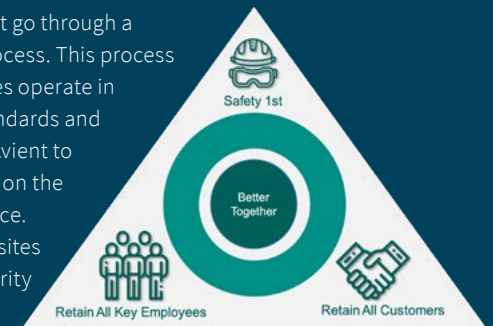 t go through a
ocess. This process
es operate in
ndards and
vient to
on the
ce.
sites
rity
Safety 1st
Better
Together
Retain All Key Employees
Retain All Customers